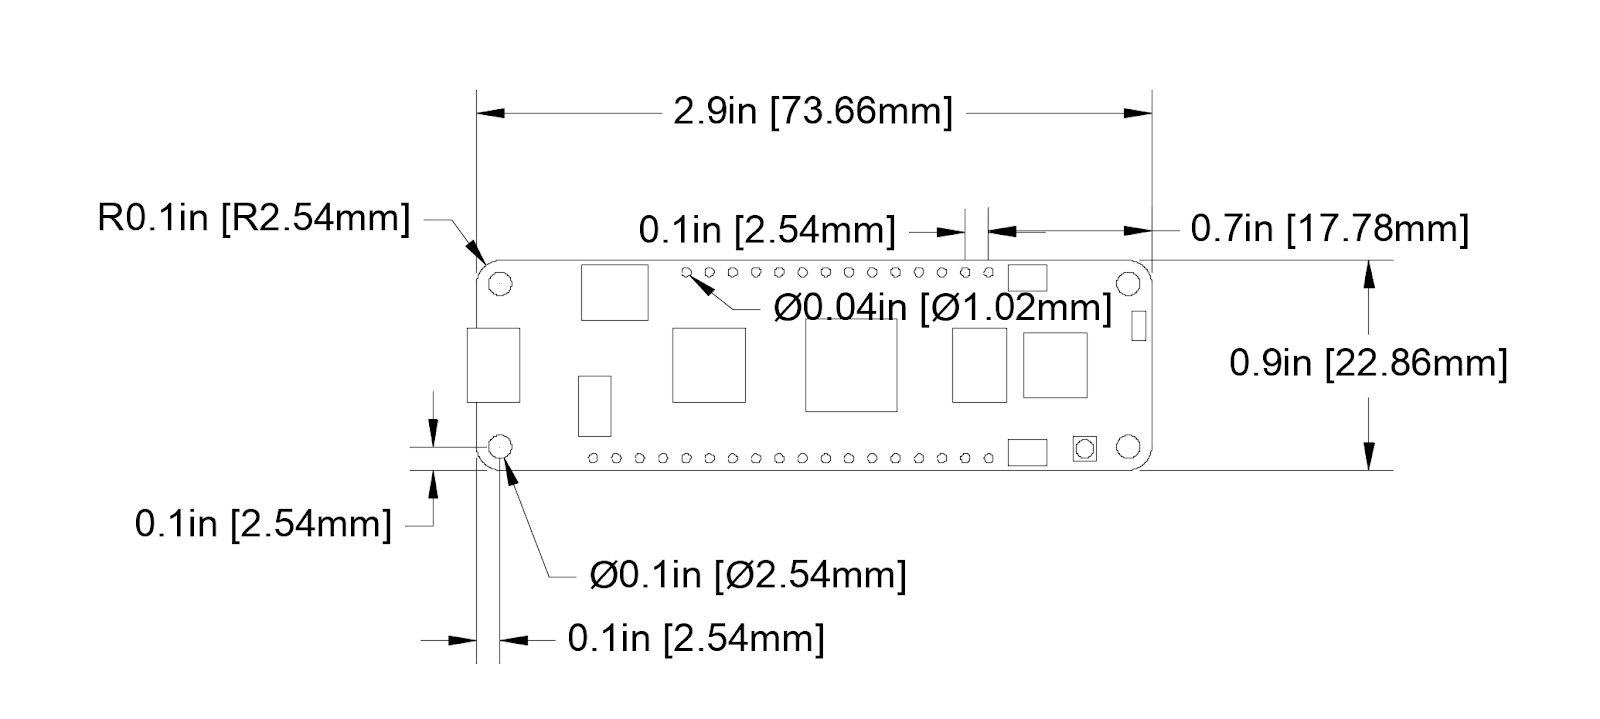 2.9in [73.66mm]
R0.1in [R2.54mm]
0.1in [2.54mm]
0.7in [17.78mm]
Ø0.04in [Ø1.02mm]
0.9in [22.86mm]
0.1in [2.54mm]
Ø0.1in [Ø2.54mm]
0.1in [2.54mm]